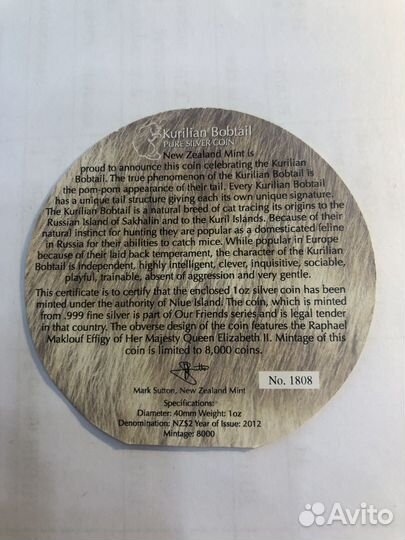 Kurilian Bobtail
PURE SILVER COIN
New Zealand Mint is
proud to announce this coin celebrating the Kurilian
Bobtail. The true phenomenon of the Kurilian Bobtail is
the pom-pom appearance of their tail. Every Kurilian Bobtail
has a unique tail structure giving each its own unique signature.
The Kurilian Bobtail is a natural breed of cat tracing its origins to the
Russian Island of Sakhalin and to the Kuril Islands. Because of their
natural instinct for hunting they are popular as a domesticated feline
in Russia for their abilities to catch mice. While popular in Europe
because of their laid back temperament, the character of the Kurilian
Bobtail is independent, highly intelligent, clever, inquisitive, sociable,
playful, trainable, absent of aggression and very gentle.
This certificate is to certify that the enclosed 1oz silver coin has been
minted under the authority of Niue Island. The coin, which is minted
from .999 fine silver is part of Our Friends series and is legal tender
in that country. The obverse design of the coin features the Raphael
Maklouf Effigy of Her Majesty Queen Elizabeth II. Mintage of this
coin is limited to 8,000 coins.
No. 1808
Mark Sutton, New Zealand Mint
Specifications:
Diameter: 40mm Weight: 1oz
Denomination: NZ$2 Year of Issue: 2012
Mintage: 8000
Avito